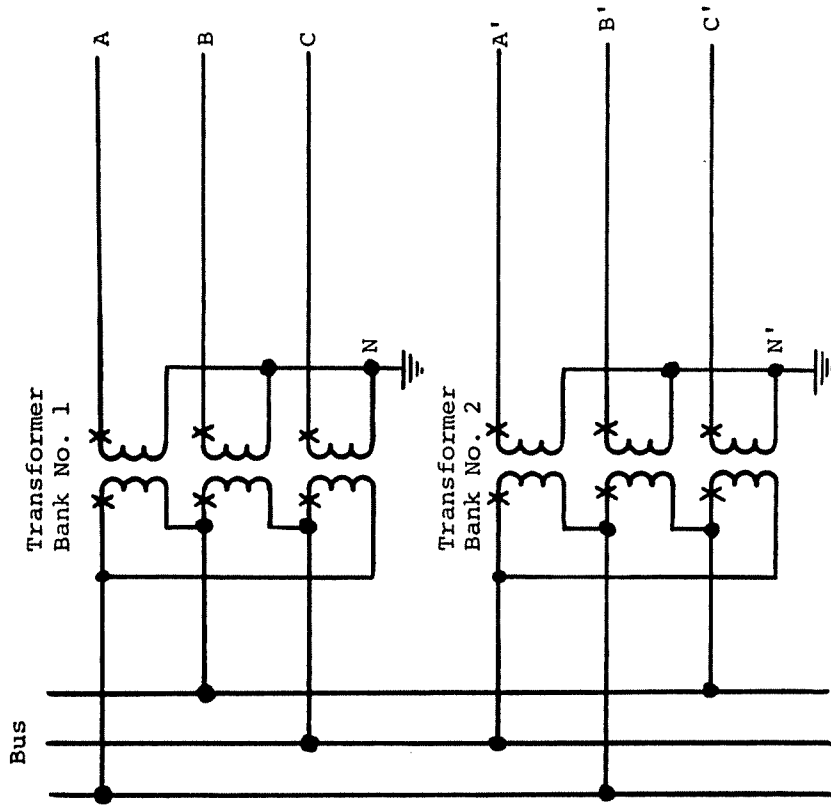 Transformer
Bank No. 1
A
B
C
N
Transformer
Bank No. 2
A'
B'
C'
N'
Bus